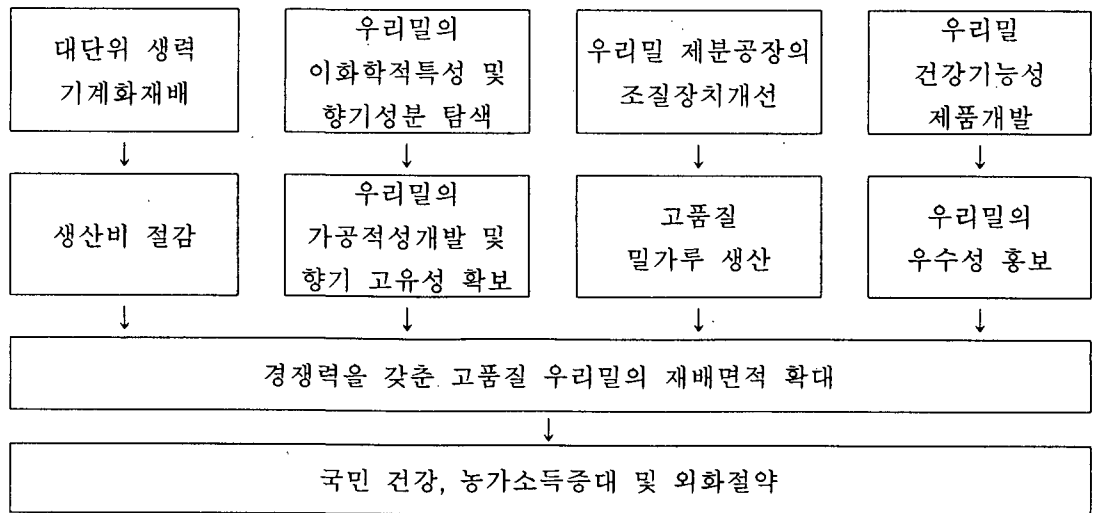 대단위 생력
기계화재배
우리밀의
이화학적특성 및
향기성분 탐색
우리밀 제분공장의
조질장치개선
우리밀
건강기능성
제품개발
↓ ↓ ↓ ↓
생산비 절감
우리밀의
가공적성개발 및
향기 고유성 확보
고품질
밀가루 생산
우리밀의
우수성 홍보
↓ ↓ ↓ ↓
경쟁력을 갖춘 고품질 우리밀의 재배면적 확대
↓
국민 건강, 농가소득증대 및 외화절약